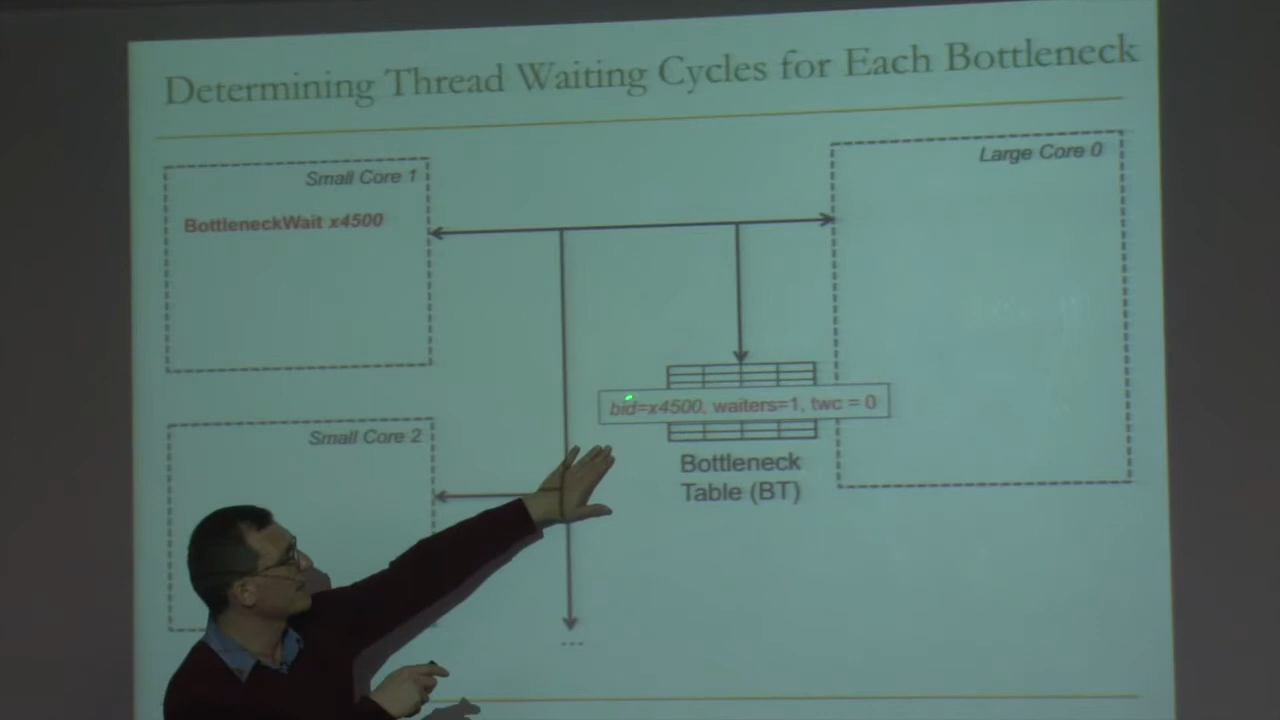 Determining Thread Waiting Cycles for Each Bottleneck
Small Core 1
Large Core 0
BottleneckWait x4500
bid=x4500, waiters=1, twc = 0
Small Core 2
Bottleneck
Table (BT)
...